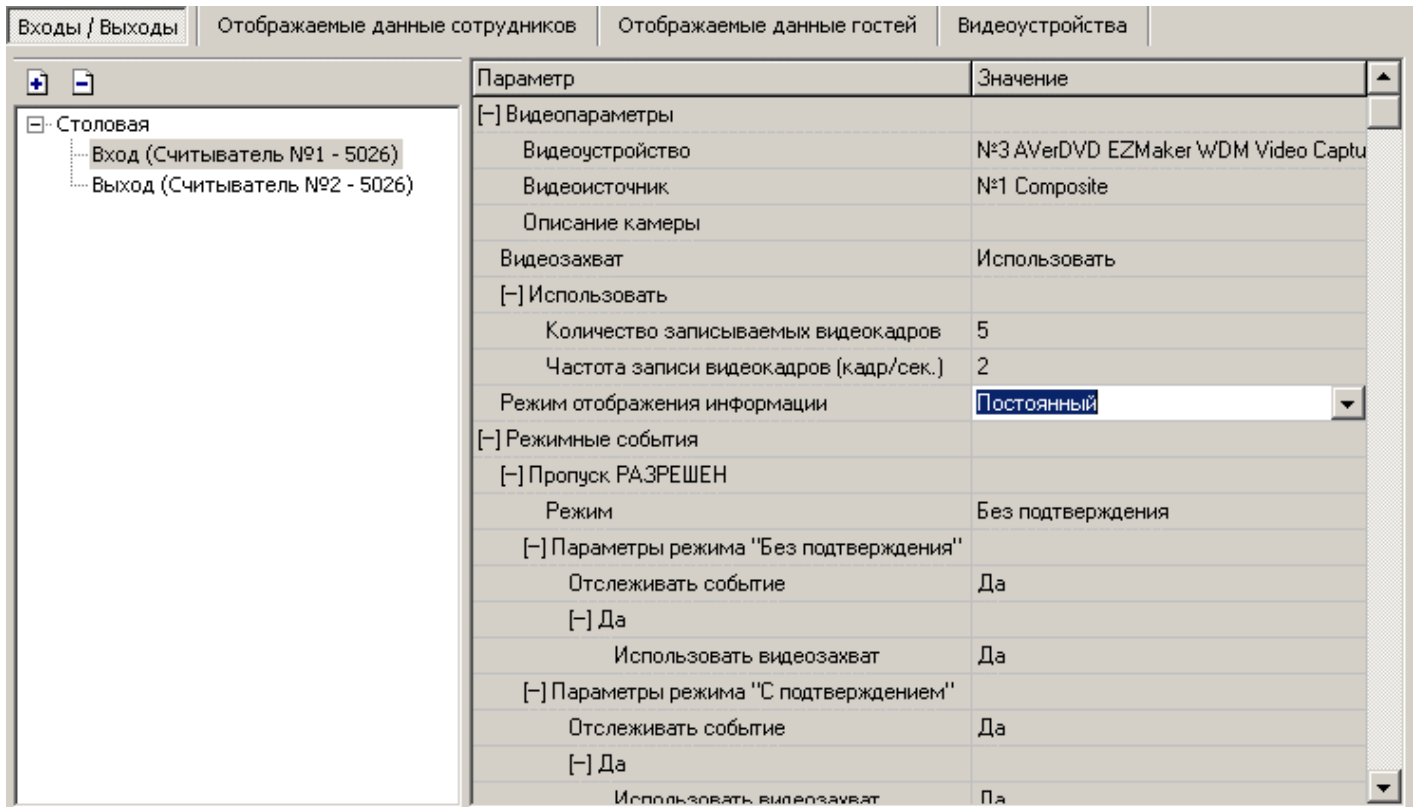 Входы / Выходы Отображаемые данные сотрудников Отображаемые данные гостей Видеоустройства
Столовая
Вход (Считыватель №1 - 5026)
Выход (Считыватель №2 - 5026)
Параметр Значение
[−] Видеопараметры
Видеоустройство №3 AVerDVD EZMaker WDM Video Captu
Видеоисточник №1 Composite
Описание камеры
Видеозахват Использовать
[−] Использовать
Количество записываемых видеокадров 5
Частота записи видеокадров (кадр/сек.) 2
Режим отображения информации Постоянный
[−] Режимные события
[−] Пропуск РАЗРЕШЕН
Режим Без подтверждения
[−] Параметры режима "Без подтверждения"
Отслеживать событие Да
[−] Да
Использовать видеозахват Да
[−] Параметры режима "С подтверждением"
Отслеживать событие Да
[−] Да
Использовать видеозахват Да